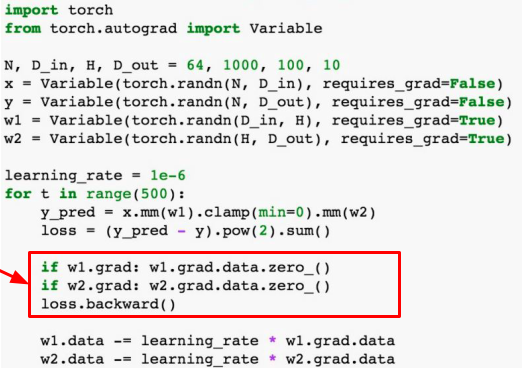 import torch
from torch.autograd import Variable
N, D_in, H, D_out = 64, 1000, 100, 10
x = Variable(torch.randn(N, D_in), requires_grad=False)
y = Variable(torch.randn(N, D_out), requires_grad=False)
w1 = Variable(torch.randn(D_in, H), requires_grad=True)
w2 = Variable(torch.randn(H, D_out), requires_grad=True)
learning_rate = 1e-6
for t in range(500):
    y_pred = x.mm(w1).clamp(min=0).mm(w2)
    loss = (y_pred - y).pow(2).sum()
    if w1.grad: w1.grad.data.zero_()
    if w2.grad: w2.grad.data.zero_()
    loss.backward()
    w1.data -= learning_rate * w1.grad.data
    w2.data -= learning_rate * w2.grad.data